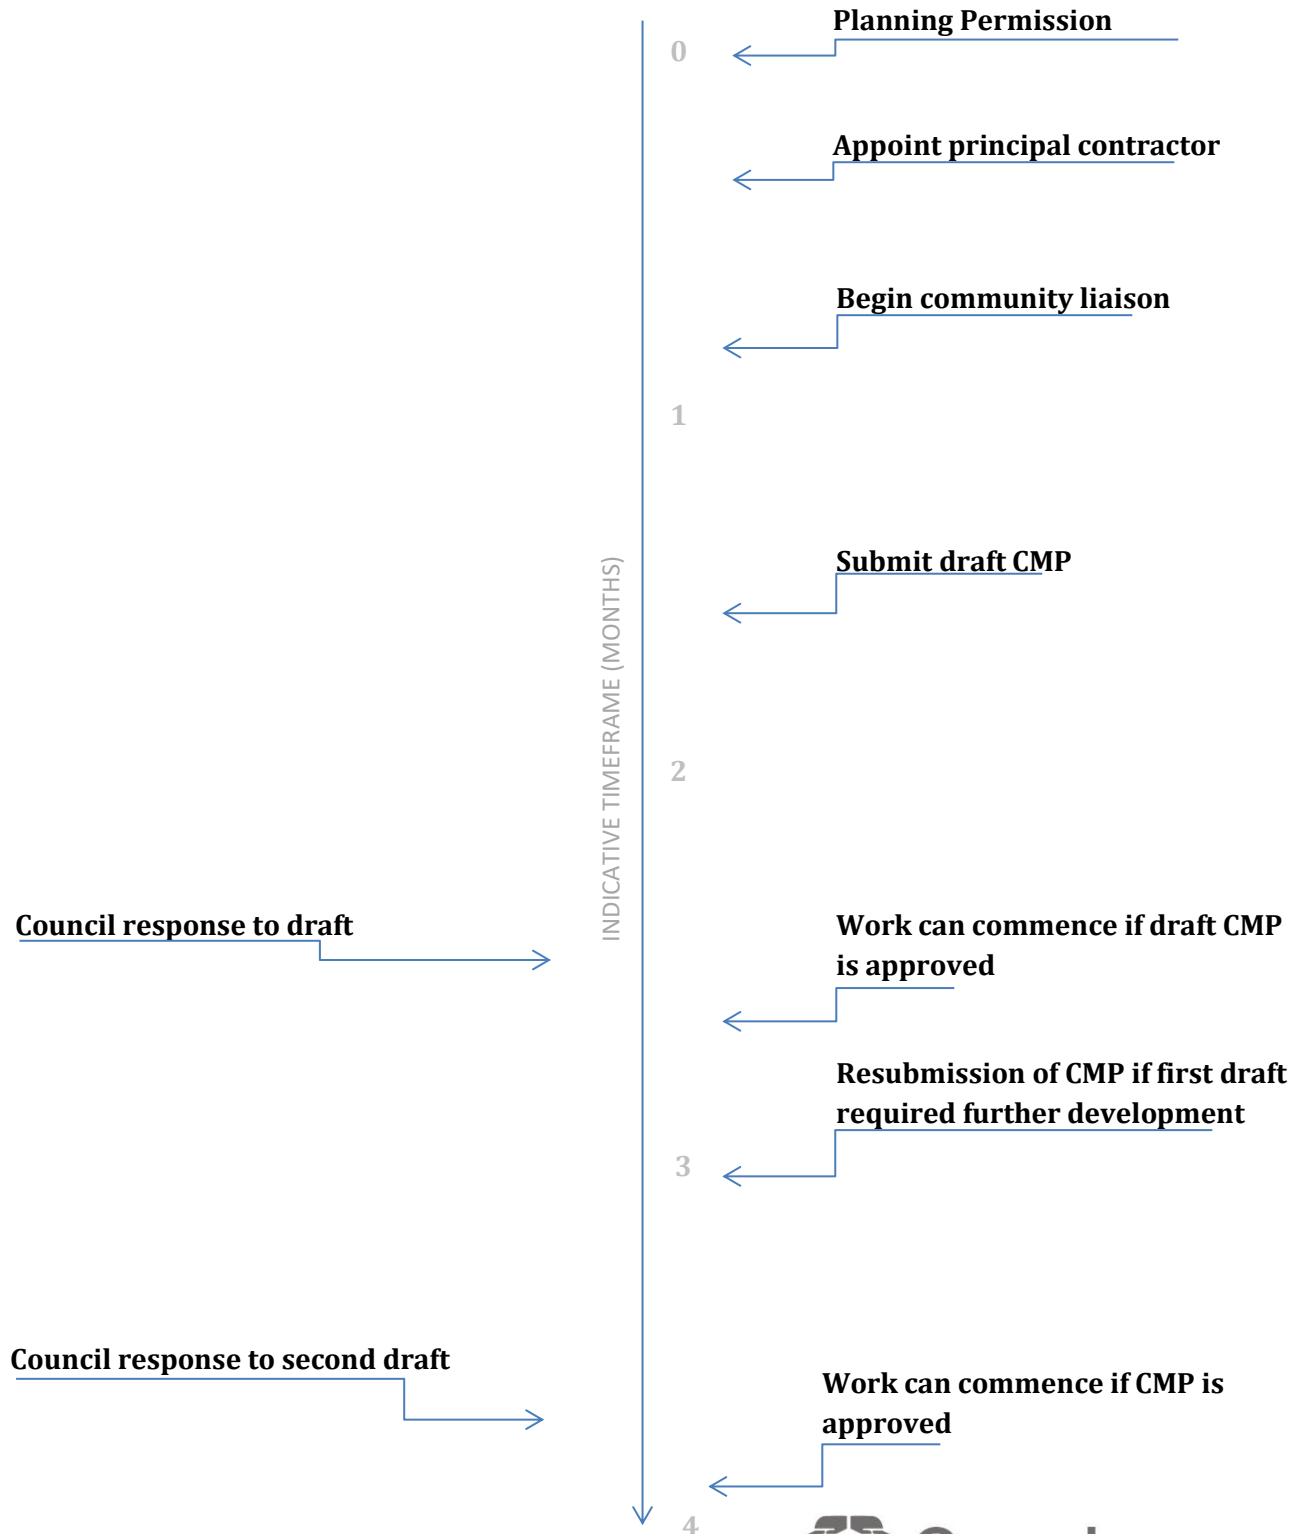 Planning Permission
0
Appoint principal contractor
Begin community liaison
1
Submit draft CMP
INDICATIVE TIMEFRAME (MONTHS)
2
Council response to draft
Work can commence if draft CMP
is approved
Resubmission of CMP if first draft
required further development
3
Council response to second draft
Work can commence if CMP is
approved
4